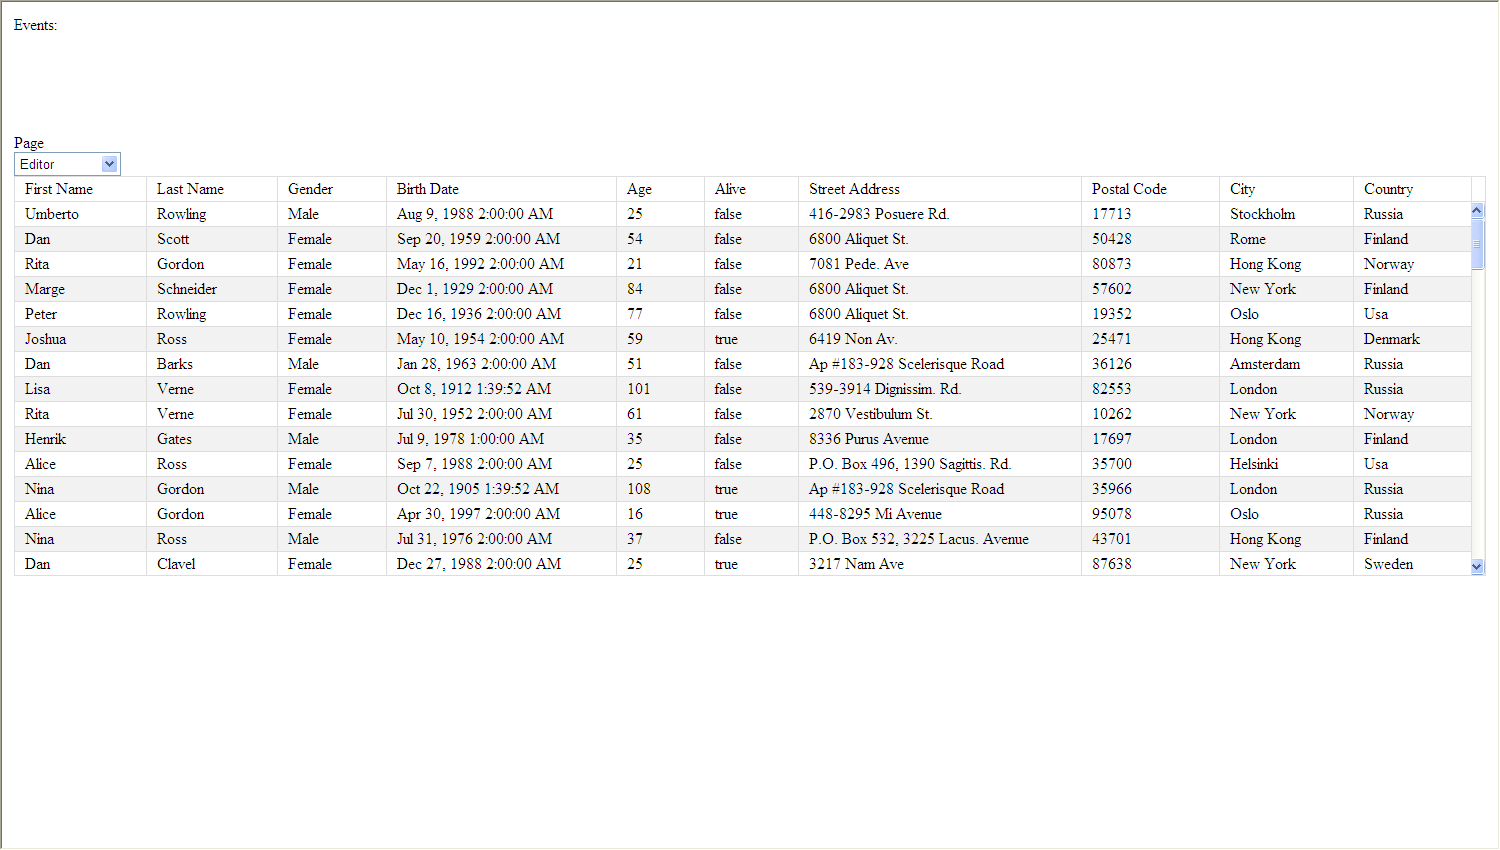 Events:
Page
Editor
First Name Last Name Gender Birth Date Age Alive Street Address Postal Code City Country
Umberto Rowling Male Aug 9, 1988 2:00:00 AM 25 false 416-2983 Posuere Rd. 17713 Stockholm Russia
Dan Scott Female Sep 20, 1959 2:00:00 AM 54 false 6800 Aliquet St. 50428 Rome Finland
Rita Gordon Female May 16, 1992 2:00:00 AM 21 false 7081 Pede. Ave 80873 Hong Kong Norway
Marge Schneider Female Dec 1, 1929 2:00:00 AM 84 false 6800 Aliquet St. 57602 New York Finland
Peter Rowling Female Dec 16, 1936 2:00:00 AM 77 false 6800 Aliquet St. 19352 Oslo Usa
Joshua Ross Female May 10, 1954 2:00:00 AM 59 true 6419 Non Av. 25471 Hong Kong Denmark
Dan Barks Male Jan 28, 1963 2:00:00 AM 51 false Ap #183-928 Scelerisque Road 36126 Amsterdam Russia
Lisa Verne Female Oct 8, 1912 1:39:52 AM 101 false 539-3914 Dignissim. Rd. 82553 London Russia
Rita Verne Female Jul 30, 1952 2:00:00 AM 61 false 2870 Vestibulum St. 10262 New York Norway
Henrik Gates Male Jul 9, 1978 1:00:00 AM 35 false 8336 Purus Avenue 17697 London Finland
Alice Ross Female Sep 7, 1988 2:00:00 AM 25 false P.O. Box 496, 1390 Sagittis. Rd. 35700 Helsinki Usa
Nina Gordon Male Oct 22, 1905 1:39:52 AM 108 true Ap #183-928 Scelerisque Road 35966 London Russia
Alice Gordon Female Apr 30, 1997 2:00:00 AM 16 true 448-8295 Mi Avenue 95078 Oslo Russia
Nina Ross Male Jul 31, 1976 2:00:00 AM 37 false P.O. Box 532, 3225 Lacus. Avenue 43701 Hong Kong Finland
Dan Clavel Female Dec 27, 1988 2:00:00 AM 25 true 3217 Nam Ave 87638 New York Sweden